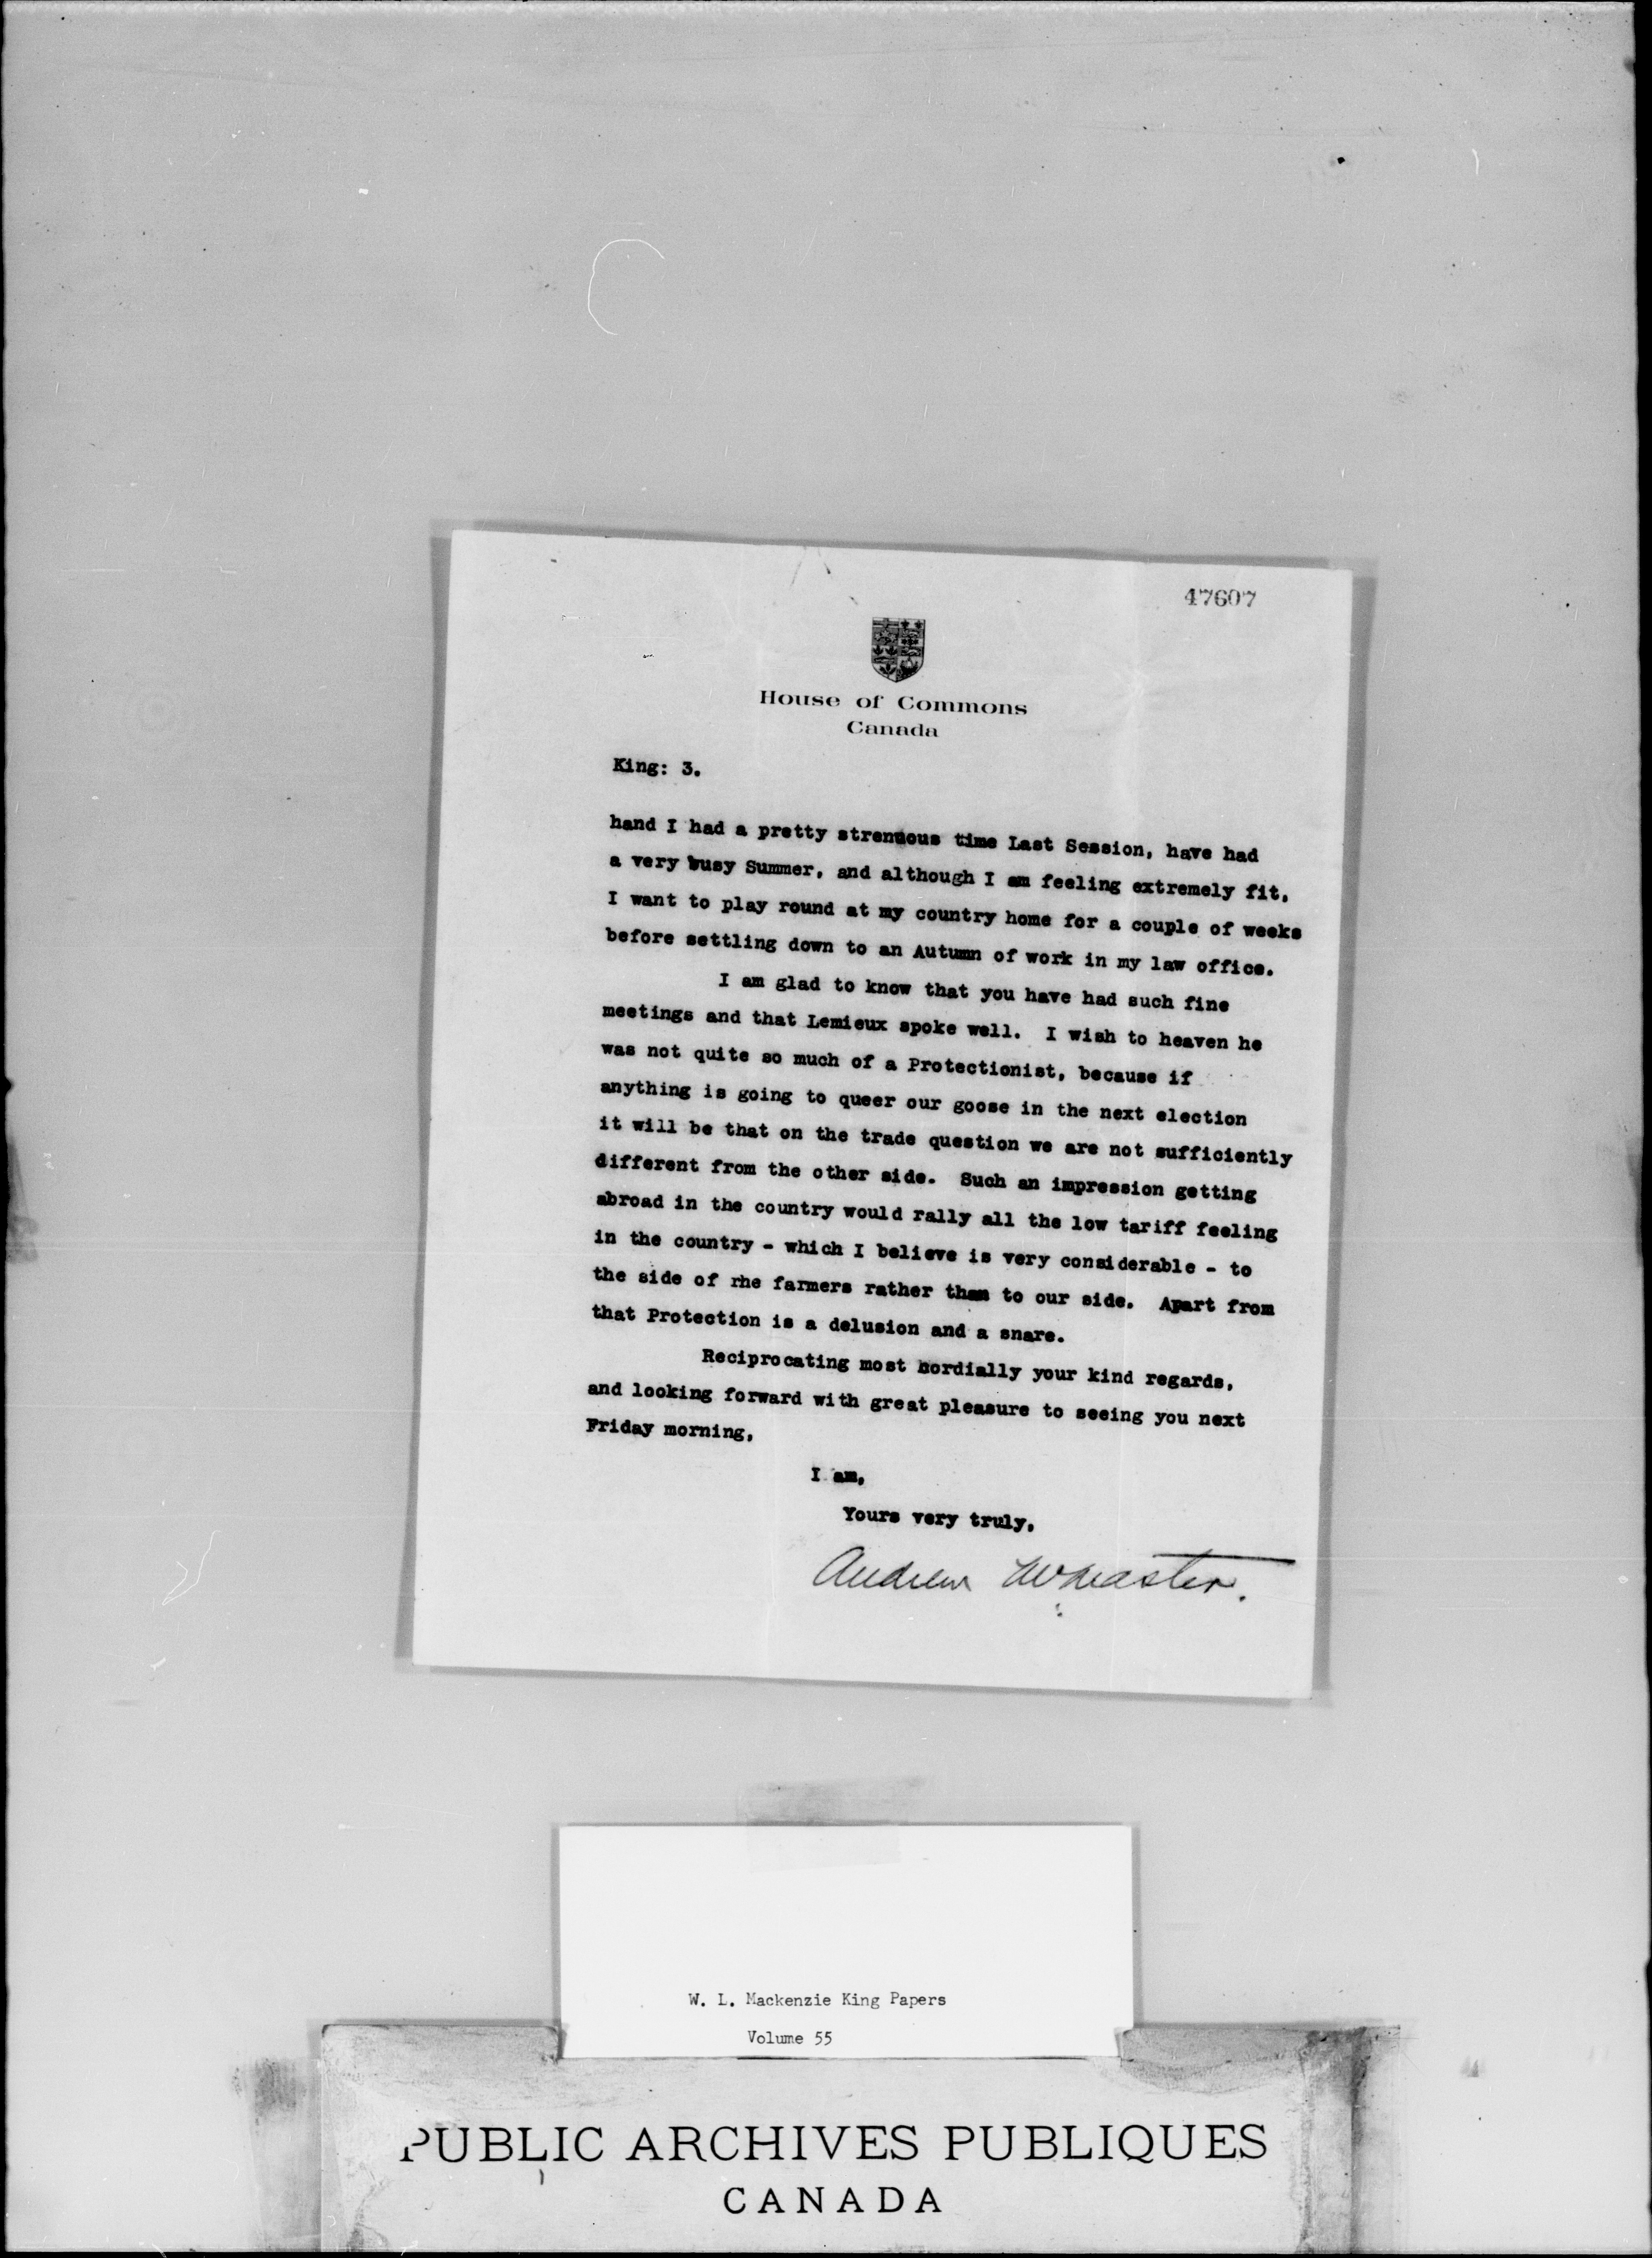 47607
House of Commons
Canada
King: 3.
hand I had a pretty strenuous time Last Session, have had
a very busy Summer, and although I am feeling extremely fit,
I want to play round at my country home for a couple of weeks
before settling down to an Autumn of work in my law office.
I am glad to know that you have had such fine
meetings and that Lemieux spoke well. I wish to heaven he
was not quite so much of a Protectionist, because if
anything is going to queer our goose in the next election
it will be that on the trade question we are not sufficiently
different from the other side. Such an impression getting
abroad in the country would rally all the low tariff feeling
in the country - which I believe is very considerable - to
the side of rhe farmers rather than to our side. Apart from
that Protection is a delusion and a snare.
Reciprocating most cordially your kind regards,
and looking forward with great pleasure to seeing you next
Friday morning,
I am,
Yours very truly,
Andrew McMaster.
W. L. Mackenzie King Papers
Volume 55
PUBLIC ARCHIVES PUBLIQUES
CANADA